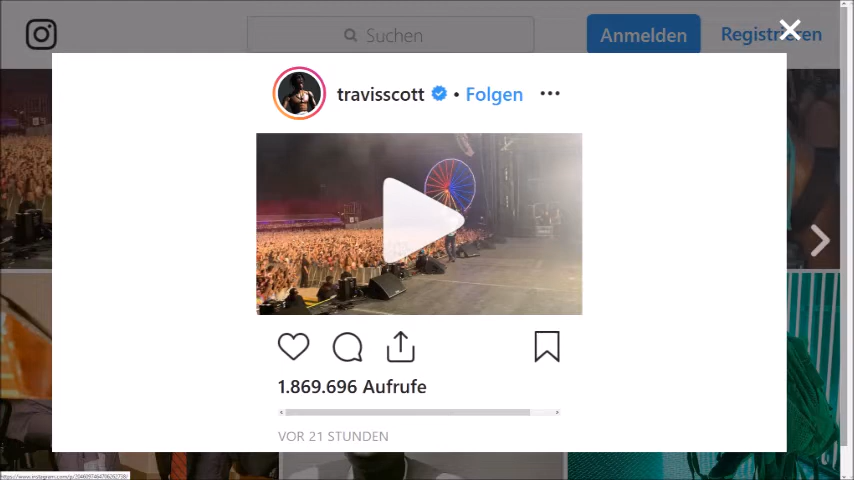 Suchen
Anmelden
Registrieren
travisscott • Folgen
1.869.696 Aufrufe
VOR 21 STUNDEN